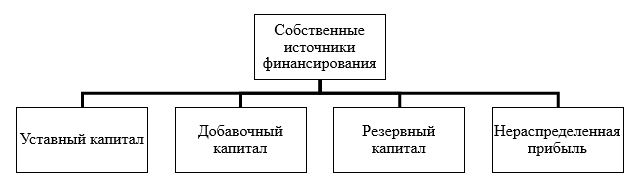 Собственные
источники
финансирования
Уставный капитал
Добавочный
капитал
Резервный
капитал
Нераспределенная
прибыль